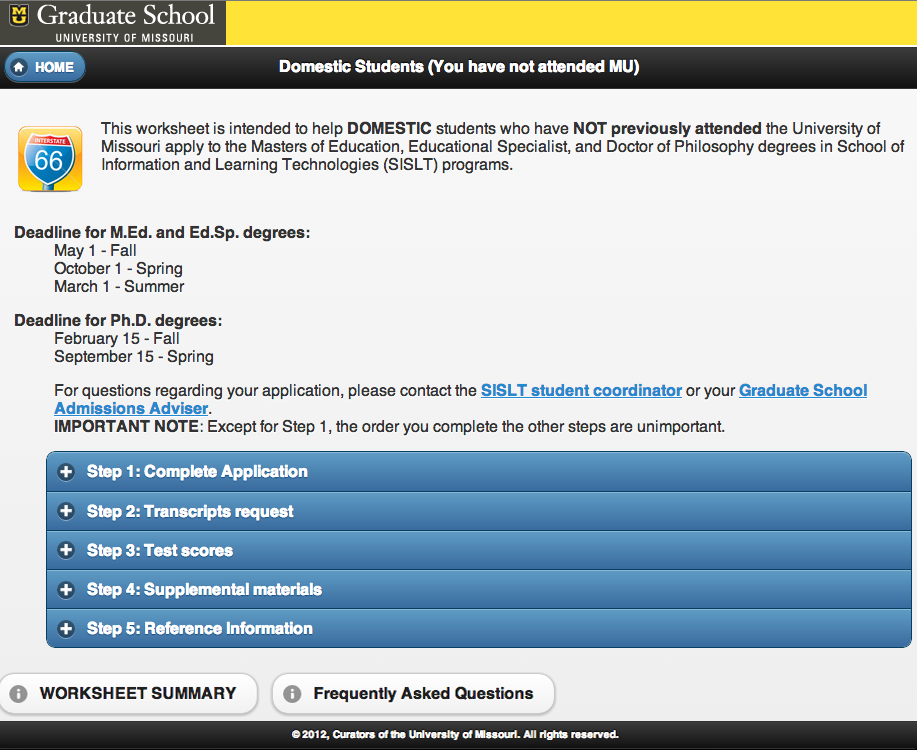 MU Graduate School
UNIVERSITY OF MISSOURI
HOME
Domestic Students (You have not attended MU)
INTERSTATE
66
This worksheet is intended to help DOMESTIC students who have NOT previously attended the University of
Missouri apply to the Masters of Education, Educational Specialist, and Doctor of Philosophy degrees in School of
Information and Learning Technologies (SISLT) programs.
Deadline for M.Ed. and Ed.Sp. degrees:
May 1 - Fall
October 1 - Spring
March 1 - Summer
Deadline for Ph.D. degrees:
February 15 - Fall
September 15 - Spring
For questions regarding your application, please contact the SISLT student coordinator or your Graduate School
Admissions Adviser.
IMPORTANT NOTE: Except for Step 1, the order you complete the other steps are unimportant.
Step 1: Complete Application
Step 2: Transcripts request
Step 3: Test scores
Step 4: Supplemental materials
Step 5: Reference Information
WORKSHEET SUMMARY
Frequently Asked Questions
© 2012, Curators of the University of Missouri. All rights reserved.